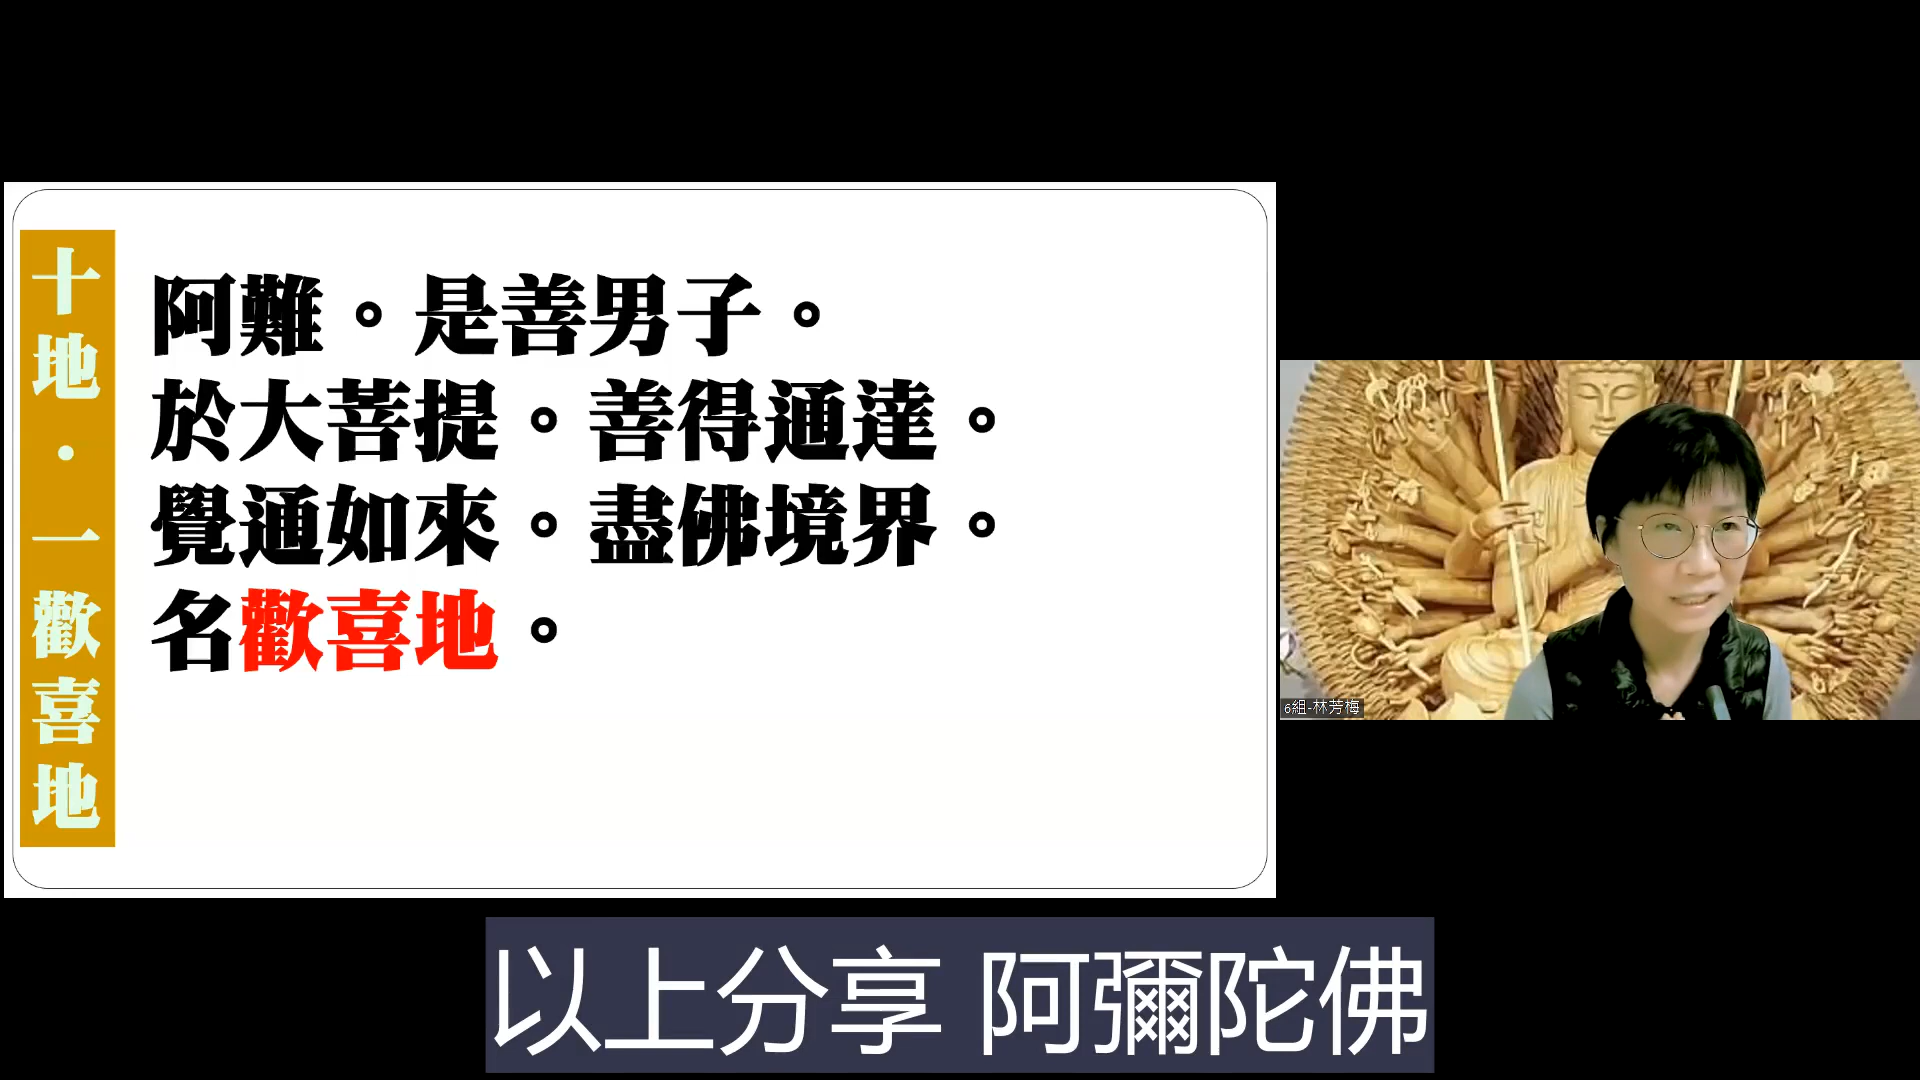 十地·一歡喜地
阿難。是善男子。
於大菩提。善得通達。
覺通如來。盡佛境界。
名歡喜地。
6組-林芳梅
以上分享 阿彌陀佛